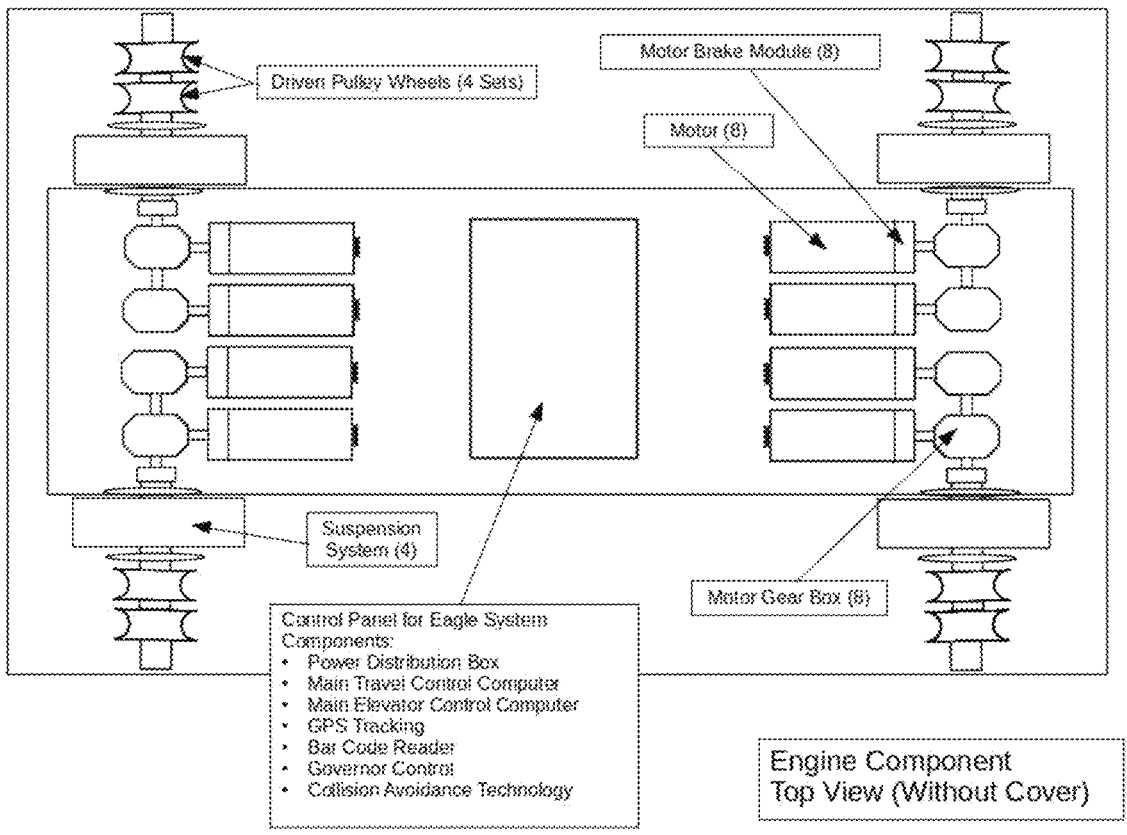 Motor Brake Module (8)
Driven Pulley Wheels (4 Sets)
Motor (8)
Suspension
System (4)
Motor Gear Box (8)
Control Panel for Eagle System
Components:
• Power Distribution Box
• Main Travel Control Computer
• Main Elevator Control Computer
• GPS Tracking
• Bar Code Reader
• Governor Control
• Collision Avoidance Technology
Engine Component
Top View (Without Cover)